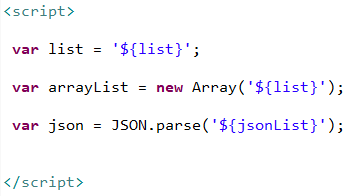 <script>
var list = '${list}';
var arrayList = new Array('${list}');
var json = JSON.parse('${jsonList}');
</script>